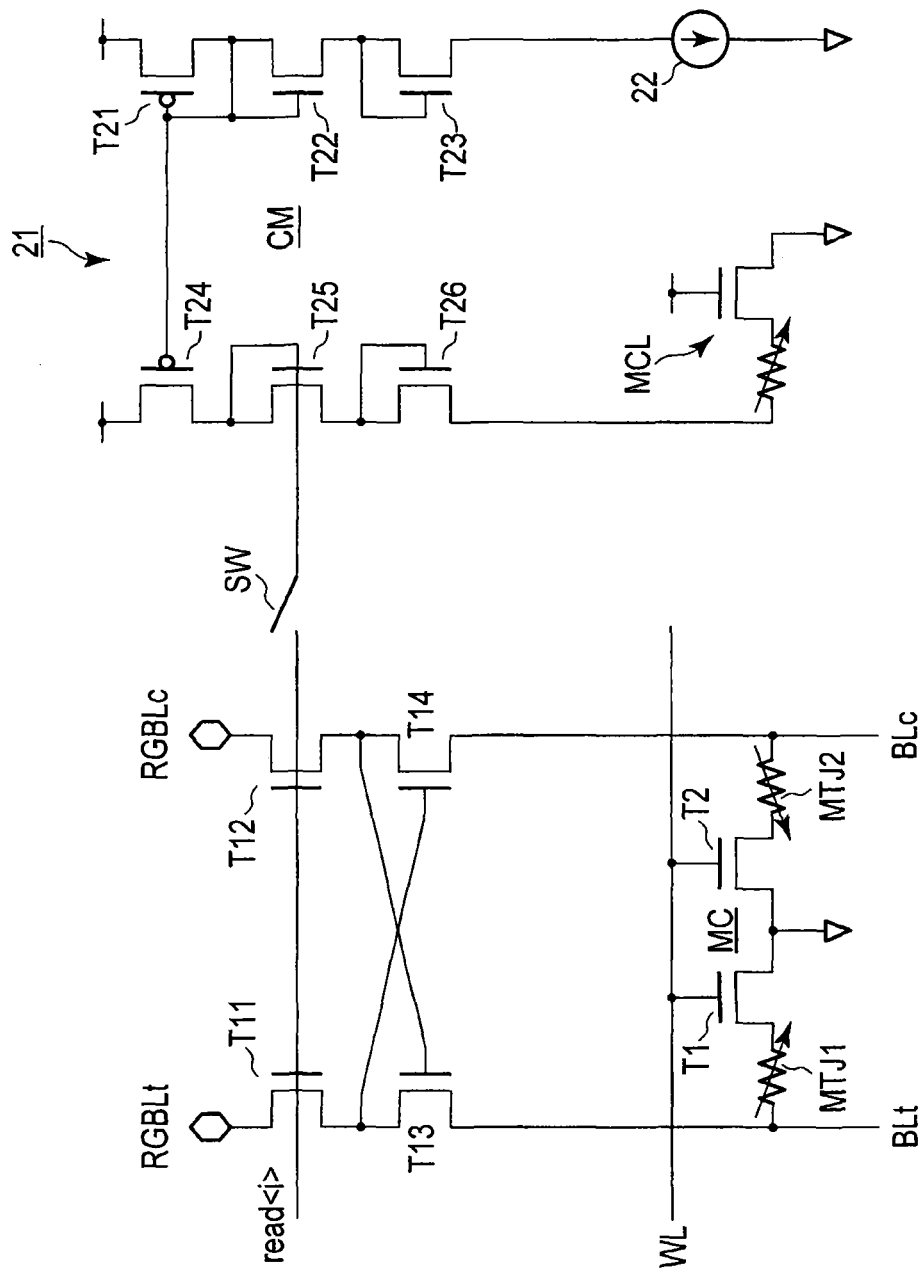 21
T24
T21
CM
T25
T22
T26
T23
22
MCL
SW
RGBLt
RGBLc
T11
T12
read<i>
T13
T14
WL
T1
MC
T2
MTJ1
MTJ2
BLt
BLc